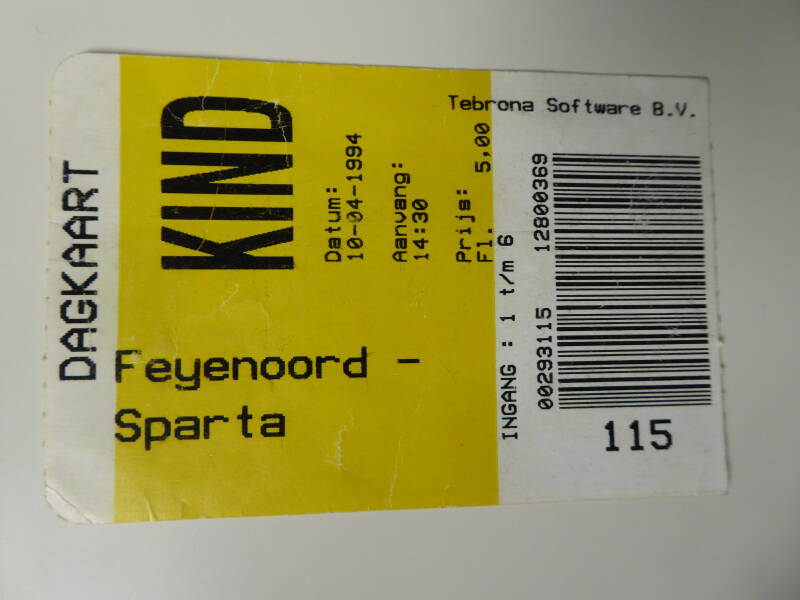 DAGKAART
KIND
Datum:
10-04-1994
Aanvang:
14:30
Prijs:
Fl. 5,00
Feyenoord -
Sparta
Tebrona Software B.V.
INGANG : 1 t/m 6
00293115 12800369
115